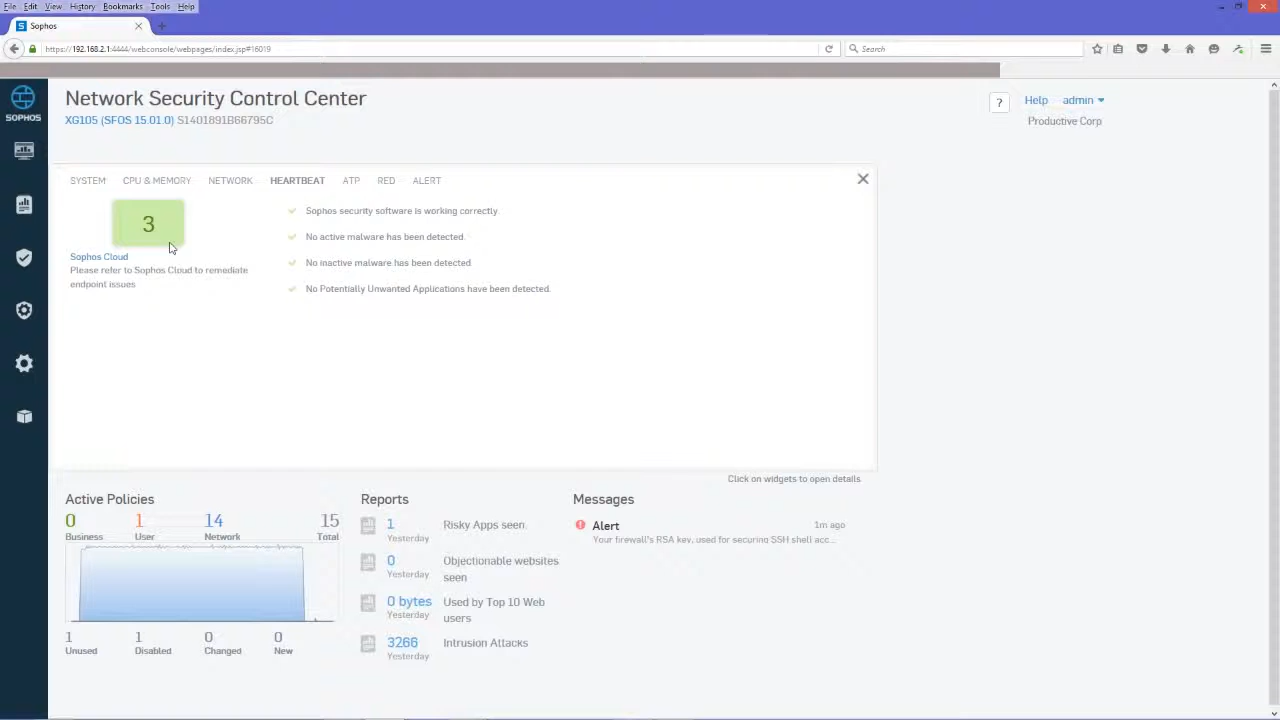 File Edit View History Bookmarks Tools Help
Sophos
https://192.168.2.1:4444/webconsole/webpages/index.jsp#16019
Search
SOPHOS
Network Security Control Center
XG105 (SFOS 15.01.0) S1401891B66795C
? Help admin
Productive Corp
SYSTEM CPU & MEMORY NETWORK HEARTBEAT ATP RED ALERT
3
Sophos Cloud
Please refer to Sophos Cloud to remediate
endpoint issues
Sophos security software is working correctly.
No active malware has been detected.
No inactive malware has been detected.
No Potentially Unwanted Applications have been detected.
Click on widgets to open details
Active Policies
0 1 14 15
Business User Network Total
1 1 0 0
Unused Disabled Changed New
Reports
1 Risky Apps seen.
Yesterday
0 Objectionable websites
Yesterday seen
0 bytes Used by Top 10 Web
Yesterday users
3266 Intrusion Attacks
Yesterday
Messages
Alert 1m ago
Your firewall's RSA key, used for securing SSH shell acc...